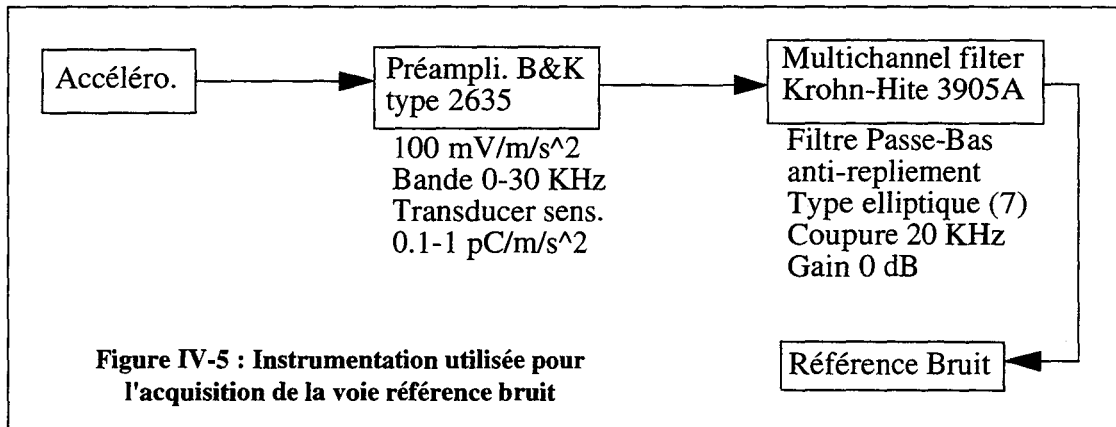 Accéléro.
Préampli. B&K
type 2635
100 mV/m/s^2
Bande 0-30 KHz
Transducer sens.
0.1-1 pC/m/s^2
Multichannel filter
Krohn-Hite 3905A
Filtre Passe-Bas
anti-repliement
Type elliptique (7)
Coupure 20 KHz
Gain 0 dB
Référence Bruit
Figure IV-5 : Instrumentation utilisée pour
l'acquisition de la voie référence bruit